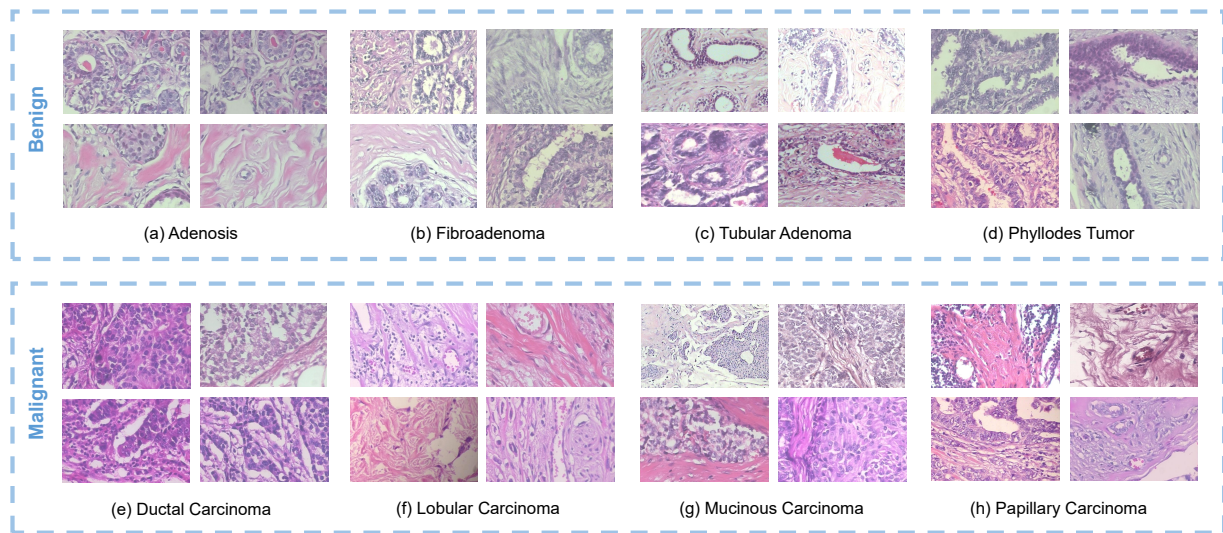 Benign
(a) Adenosis
(b) Fibroadenoma
(c) Tubular Adenoma
(d) Phyllodes Tumor
Malignant
(e) Ductal Carcinoma
(f) Lobular Carcinoma
(g) Mucinous Carcinoma
(h) Papillary Carcinoma